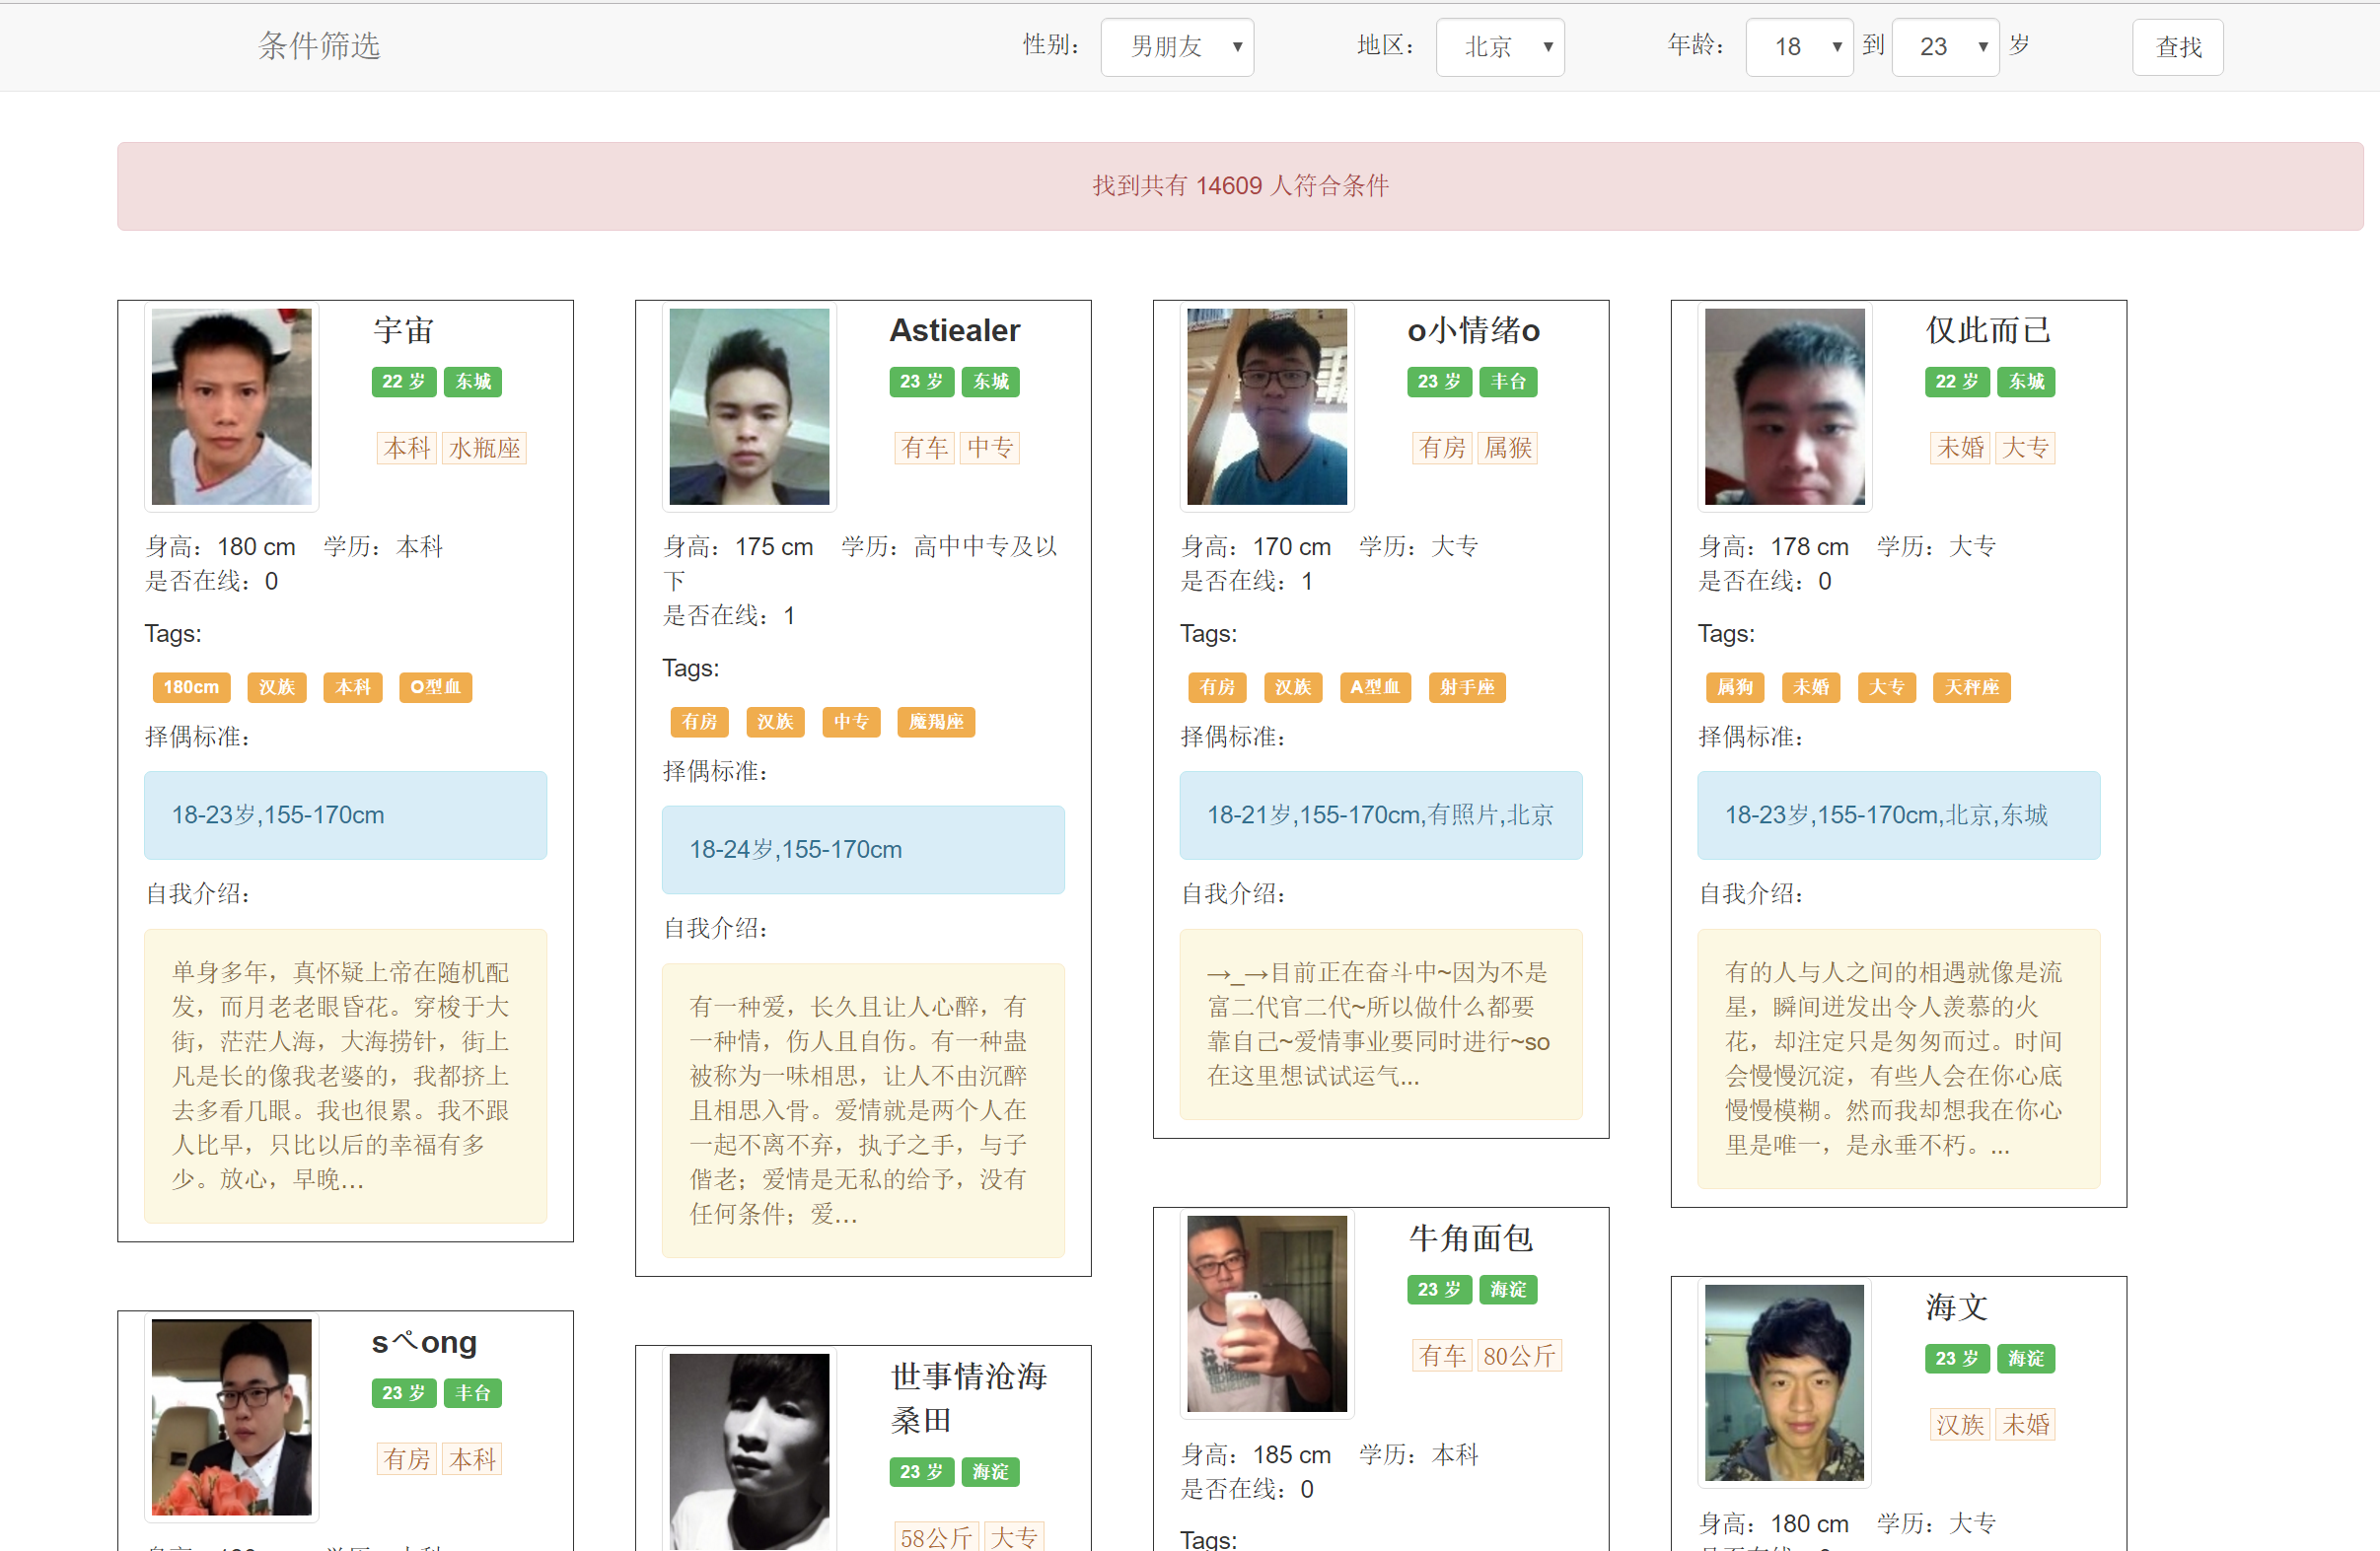 条件筛选
性别： 男朋友 地区： 北京 年龄： 18 到 23 岁 查找
找到共有 14609 人符合条件
宇宙
22 岁 东城
本科 水瓶座
身高：180 cm 学历：本科
是否在线：0
Tags:
180cm 汉族 本科 O型血
择偶标准：
18-23岁,155-170cm
自我介绍：
单身多年，真怀疑上帝在随机配
发，而月老老眼昏花。穿梭于大
街，茫茫人海，大海捞针，街上
凡是长的像我老婆的，我都挤上
去多看几眼。我也很累。我不跟
人比早，只比以后的幸福有多
少。放心，早晚...
Astiealer
23 岁 东城
有车 中专
身高：175 cm 学历：高中中专及以
下
是否在线：1
Tags:
有房 汉族 中专 魔羯座
择偶标准：
18-24岁,155-170cm
自我介绍：
有一种爱，长久且让人心醉，有
一种情，伤人且自伤。有一种蛊
被称为一味相思，让人不由沉醉
且相思入骨。爱情就是两个人在
一起不离不弃，执子之手，与子
偕老；爱情是无私的给予，没有
任何条件；爱...
o小情绪o
23 岁 丰台
有房 属猴
身高：170 cm 学历：大专
是否在线：1
Tags:
有房 汉族 A型血 射手座
择偶标准：
18-21岁,155-170cm,有照片,北京
自我介绍：
→_→目前正在奋斗中~因为不是
富二代官二代~所以做什么都要
靠自己~爱情事业要同时进行~so
在这里想试试运气...
仅此而已
22 岁 东城
未婚 大专
身高：178 cm 学历：大专
是否在线：0
Tags:
属狗 未婚 大专 天秤座
择偶标准：
18-23岁,155-170cm,北京,东城
自我介绍：
有的人与人之间的相遇就像是流
星，瞬间迸发出令人羡慕的火
花，却注定只是匆匆而过。时间
会慢慢沉淀，有些人会在你心底
慢慢模糊。然而我却想我在你心
里是唯一，是永垂不朽。...
sペong
23 岁 丰台
有房 本科
世事情沧海
桑田
23 岁 海淀
58公斤 大专
牛角面包
23 岁 海淀
有车 80公斤
身高：185 cm 学历：本科
是否在线：0
Tags:
海文
23 岁 海淀
汉族 未婚
身高：180 cm 学历：大专